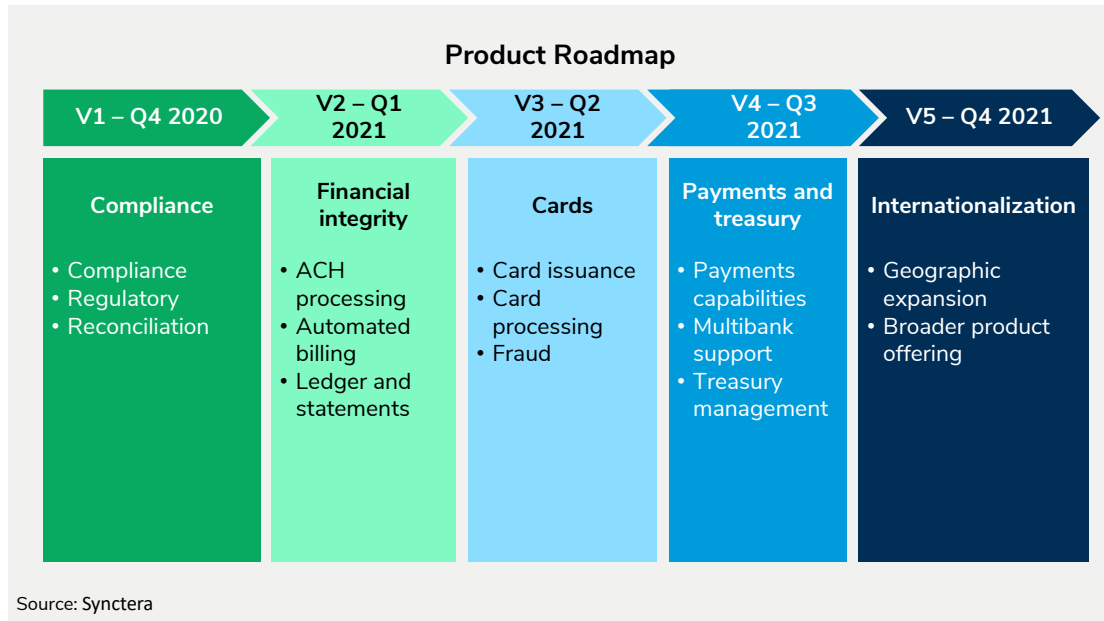 Product Roadmap
V1 – Q4 2020
V2 – Q1
2021
V3 – Q2
2021
V4 – Q3
2021
V5 – Q4 2021
Compliance
• Compliance
• Regulatory
• Reconciliation
Financial
integrity
• ACH
processing
• Automated
billing
• Ledger and
statements
Cards
• Card issuance
• Card
processing
• Fraud
Payments and
treasury
• Payments
capabilities
• Multibank
support
• Treasury
management
Internationalization
• Geographic
expansion
• Broader product
offering
Source: Synctera